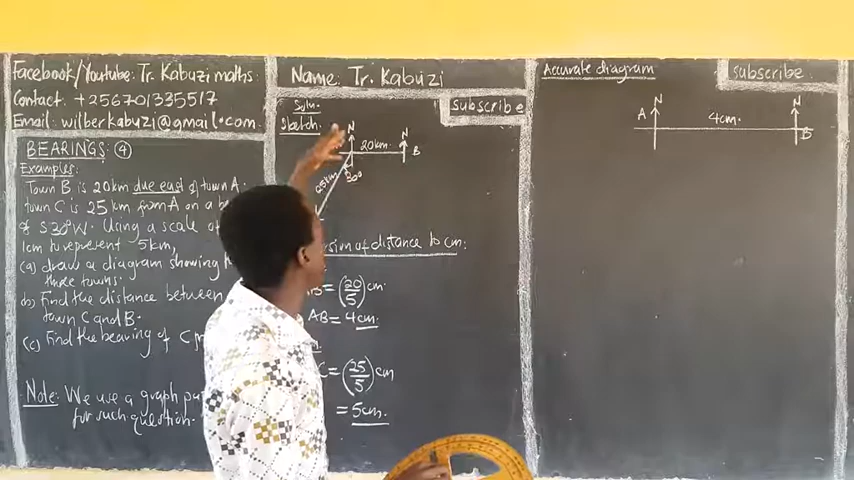 Facebook/Youtube: Tr. Kabuzi maths
Contact: +256701335517
Email: wilberkabuzi@gmail.com
BEARINGS ④
Examples:
Town B is 20km due east of town A.
town C is 25 km from A on a
of S30°W. Using a scale of
1cm to represent 5km,
(a) draw a diagram showing
three towns.
b) Find the distance between
town C and B.
(c) Find the bearing of C
Note: We use a graph
for such question.
Name: Tr. Kabuzi
Subscribe
Soln.
Sketch.
N
N
20km
B
25km
30°
of distance to cm.
AB = (20/5) cm
AB = 4cm.
C = (25/5) cm
= 5cm.
Accurate diagram
Subscribe
N
N
A
4cm.
B